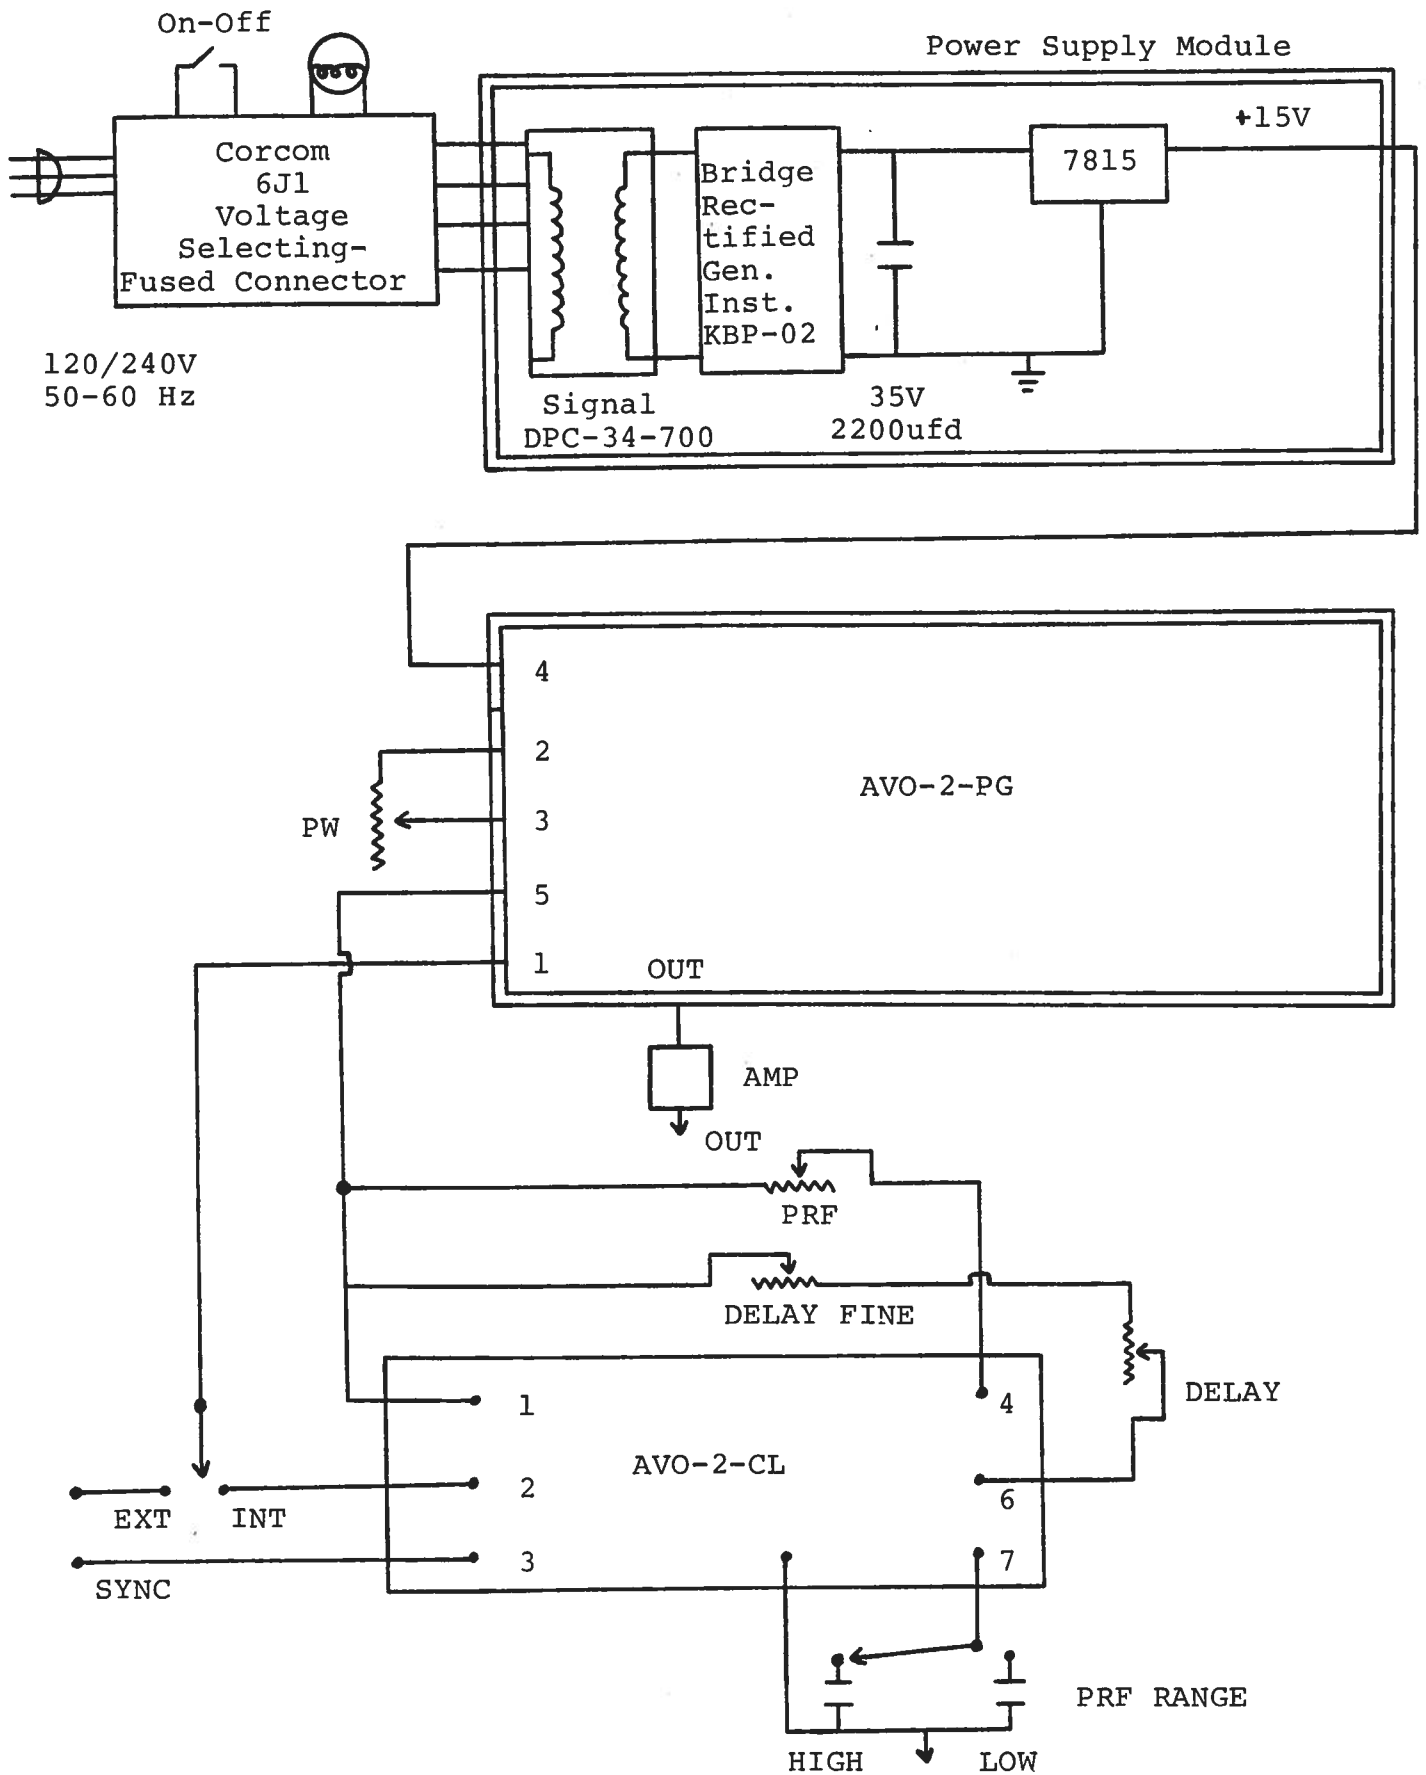 On-Off
Power Supply Module
Corcom
6J1
Voltage
Selecting-
Fused Connector
120/240V
50-60 Hz
Signal
DPC-34-700
Bridge
Rec-
tified
Gen.
Inst.
KBP-02
35V
2200ufd
7815
+15V
4
2
PW
3
5
1
AVO-2-PG
OUT
AMP
OUT
PRF
DELAY FINE
DELAY
1
4
AVO-2-CL
2
6
EXT
INT
3
7
SYNC
PRF RANGE
HIGH
LOW